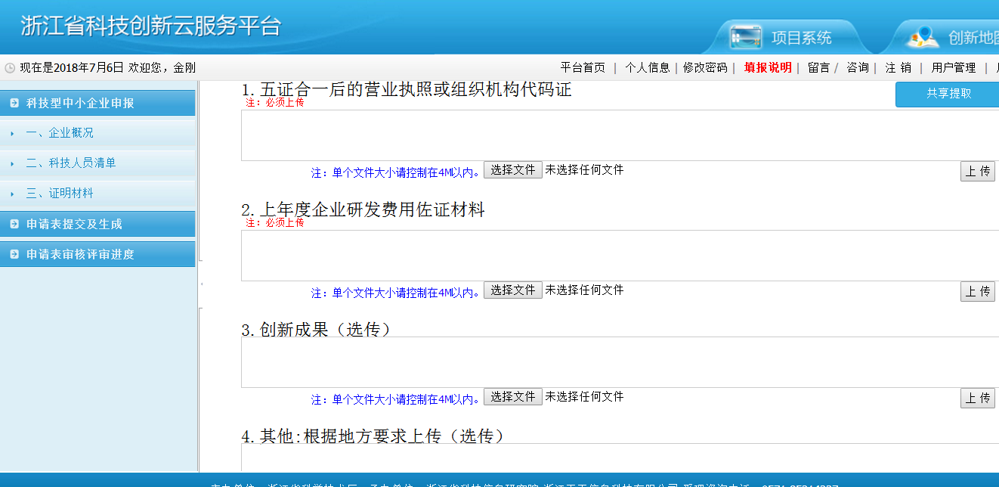 浙江省科技创新云服务平台
项目系统
创新地图
现在是2018年7月6日 欢迎您，金刚
平台首页 | 个人信息 | 修改密码 | 填报说明 | 留言 / 咨询 | 注 销 | 用户管理 |
科技型中小企业申报
一、企业概况
二、科技人员清单
三、证明材料
申请表提交及生成
申请表审核评审进度
1.五证合一后的营业执照或组织机构代码证
注：必须上传
共享提取
注：单个文件大小请控制在4M以内。 选择文件 未选择任何文件 上 传
2.上年度企业研发费用佐证材料
注：必须上传
注：单个文件大小请控制在4M以内。 选择文件 未选择任何文件 上 传
3.创新成果（选传）
注：单个文件大小请控制在4M以内。 选择文件 未选择任何文件 上 传
4.其他:根据地方要求上传（选传）